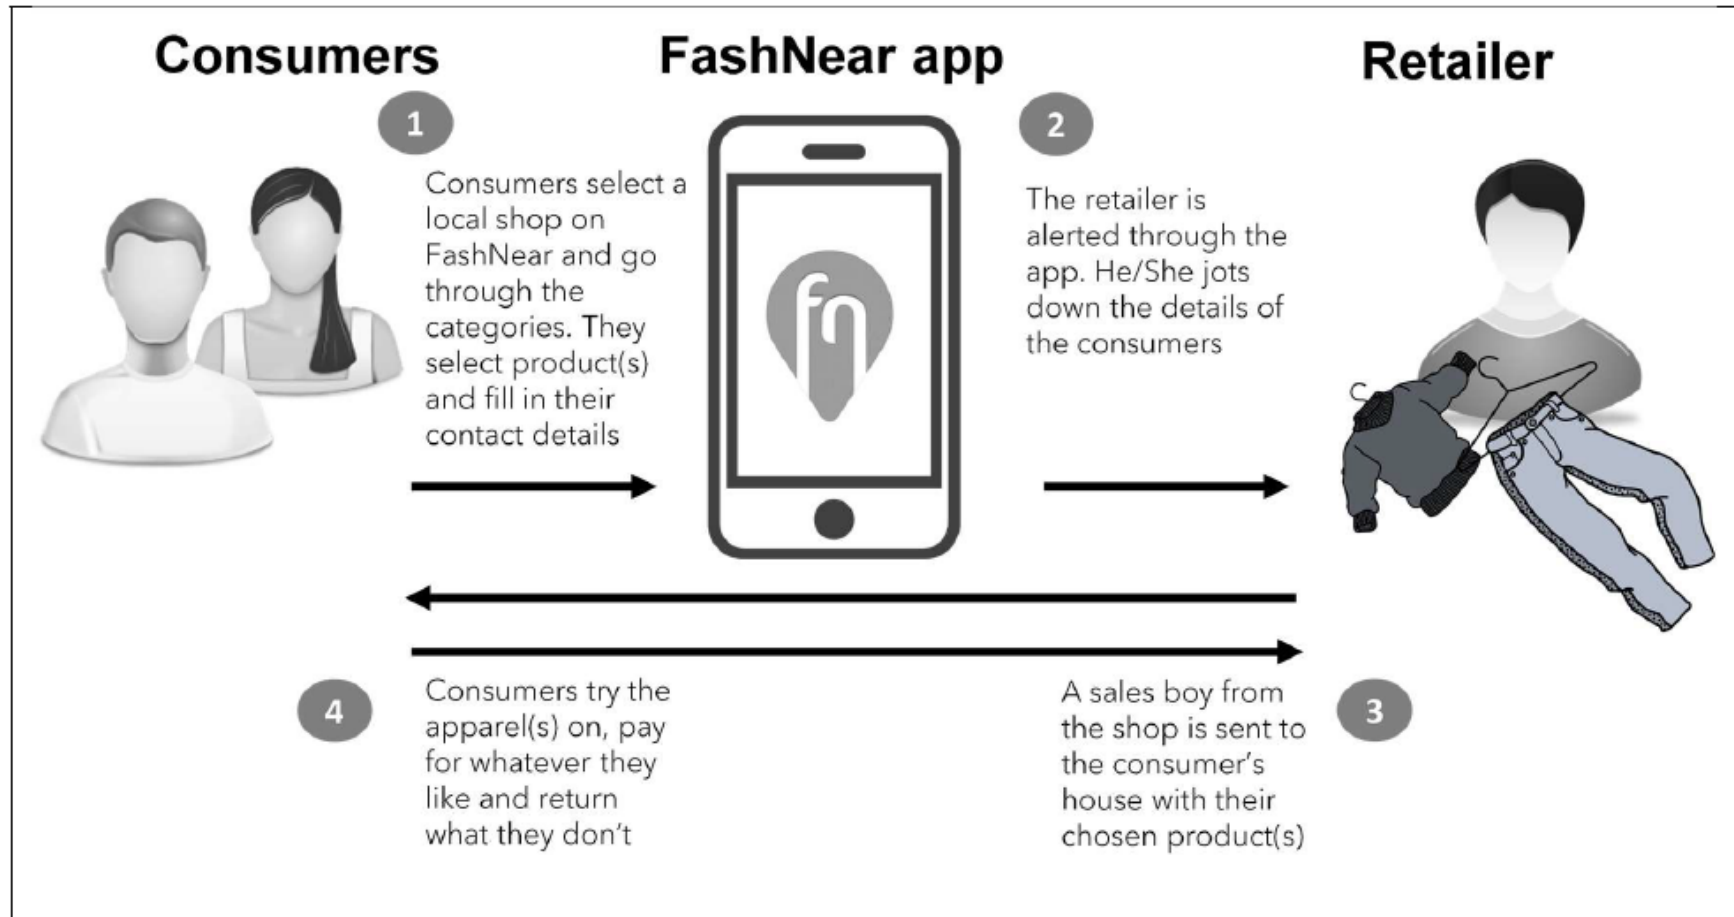 Consumers
FashNear app
Retailer
1
Consumers select a
local shop on
FashNear and go
through the
categories. They
select product(s)
and fill in their
contact details
fn
2
The retailer is
alerted through the
app. He/She jots
down the details of
the consumers
4
Consumers try the
apparel(s) on, pay
for whatever they
like and return
what they don't
A sales boy from
the shop is sent to
the consumer's
house with their
chosen product(s)
3